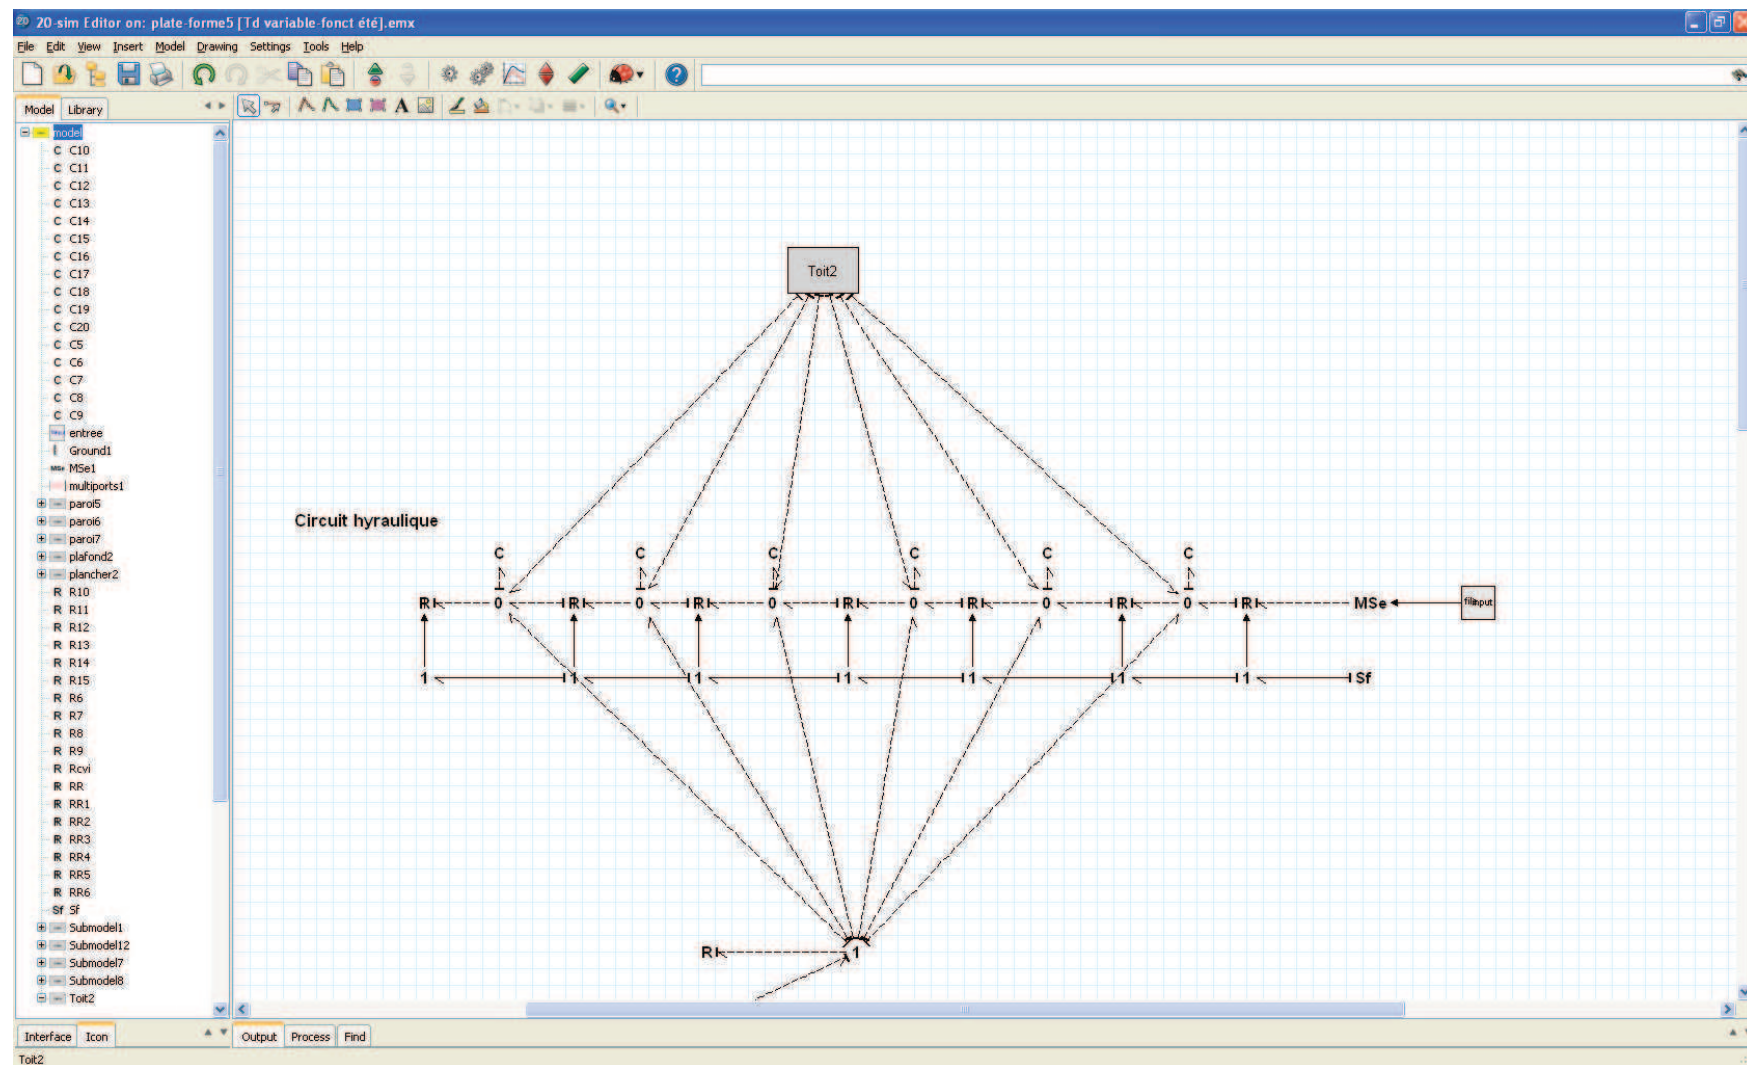 20-sim Editor on: plate-forme5 [Td variable-fonct été].emx
File Edit View Insert Model Drawing Settings Tools Help
Model Library
model
C C10
C C11
C C12
C C13
C C14
C C15
C C16
C C17
C C18
C C19
C C20
C C5
C C6
C C7
C C8
C C9
entree
Ground1
MSe MSe1
multiports1
paroi5
paroi6
paroi7
plafond2
plancher2
R R10
R R11
R R12
R R13
R R14
R R15
R R6
R R7
R R8
R R9
R Rcvi
R RR
R RR1
R RR2
R RR3
R RR4
R RR5
R RR6
Sf Sf
Submodel1
Submodel12
Submodel7
Submodel8
Toit2
Toit2
Circuit hyraulique
C C C C C C
R 0 R 0 R 0 R 0 R 0 R 0 R MSe
1 1 1 1 1 1 1 Sf
R 1
Interface Icon
Output Process Find
Toit2